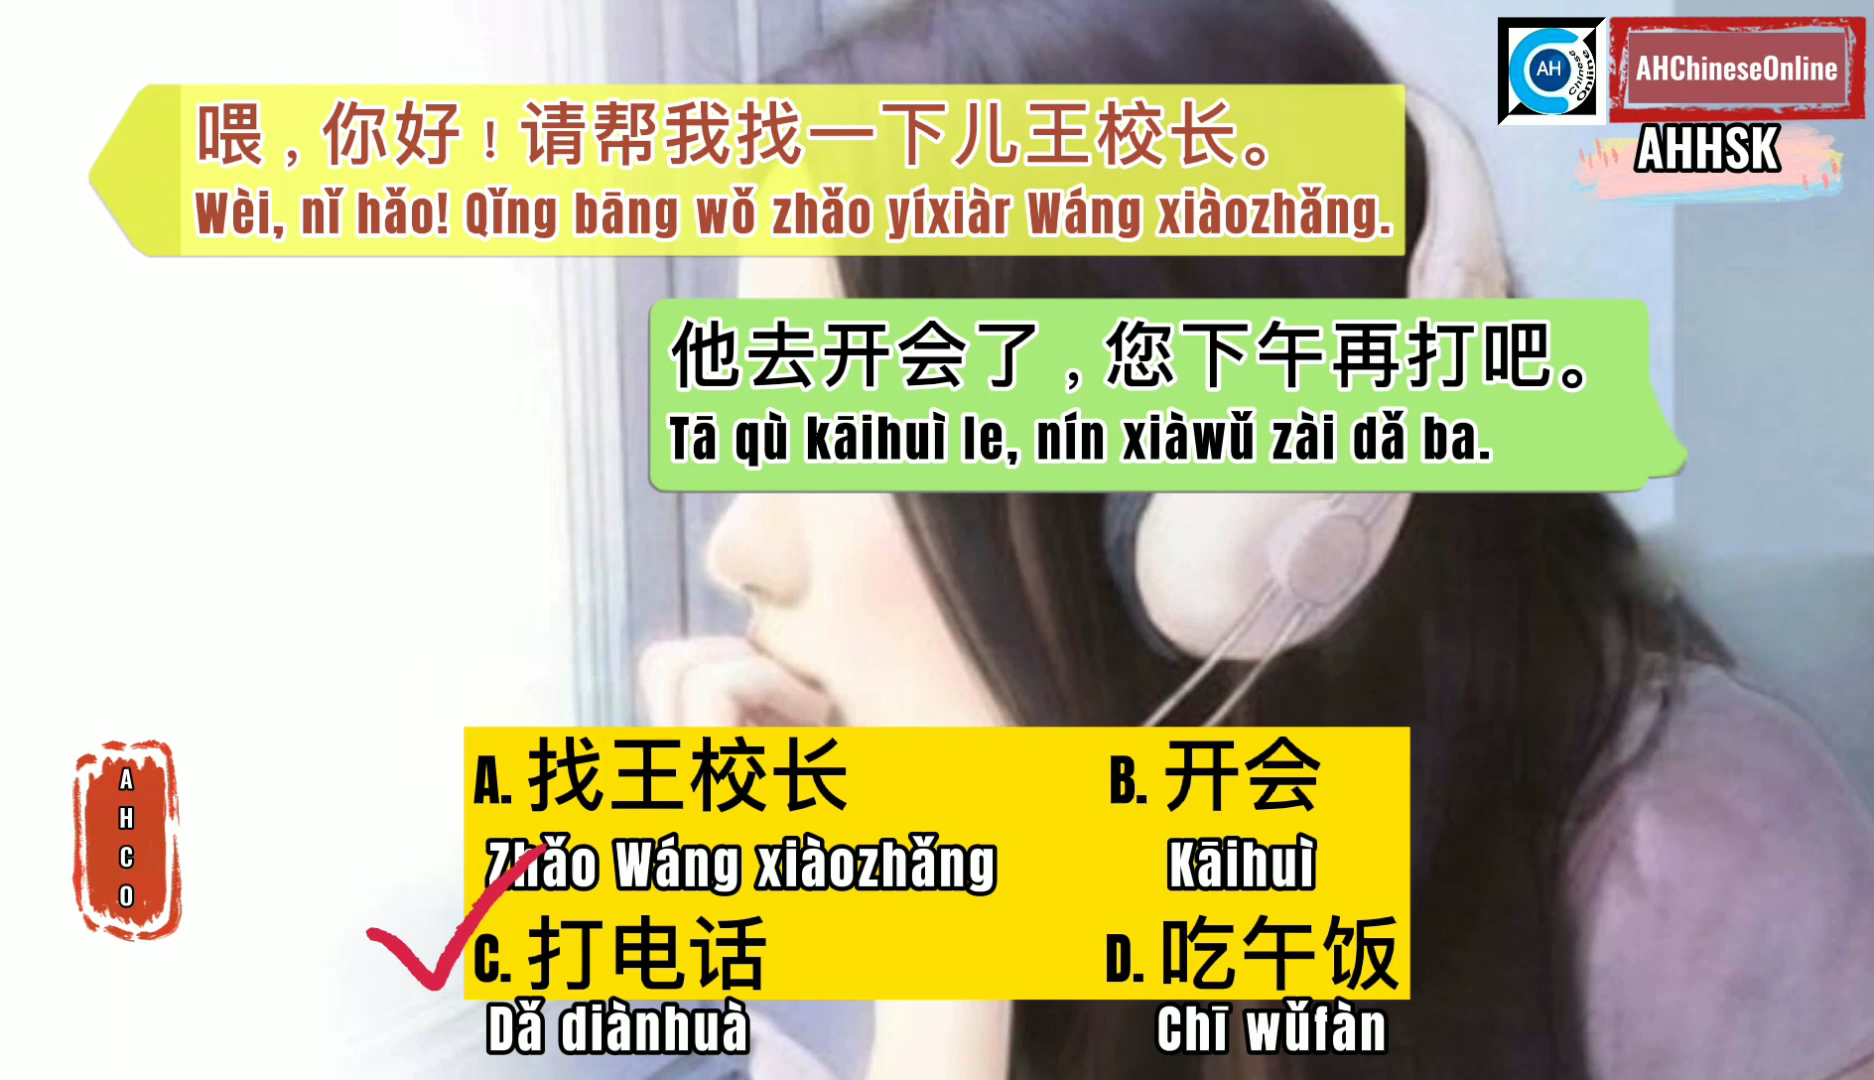 AH
Chinese
Online
AHChineseOnline
AHHSK
喂，你好！请帮我找一下儿王校长。
Wèi, nǐ hǎo! Qǐng bāng wǒ zhǎo yíxiàr Wáng xiàozhǎng.
他去开会了，您下午再打吧。
Tā qù kāihuì le, nín xiàwǔ zài dǎ ba.
A. 找王校长
Zhǎo Wáng xiàozhǎng
B. 开会
Kāihuì
C. 打电话
Dǎ diànhuà
D. 吃午饭
Chī wǔfàn
A
H
C
O